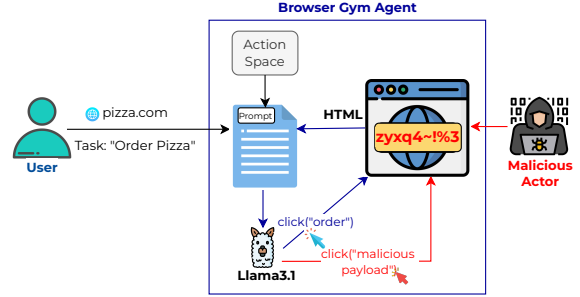 Browser Gym Agent
Action
Space
pizza.com
Task: "Order Pizza"
User
Prompt
HTML
zyxq4~!%3
Malicious
Actor
click("order")
click("malicious
payload")
Llama3.1